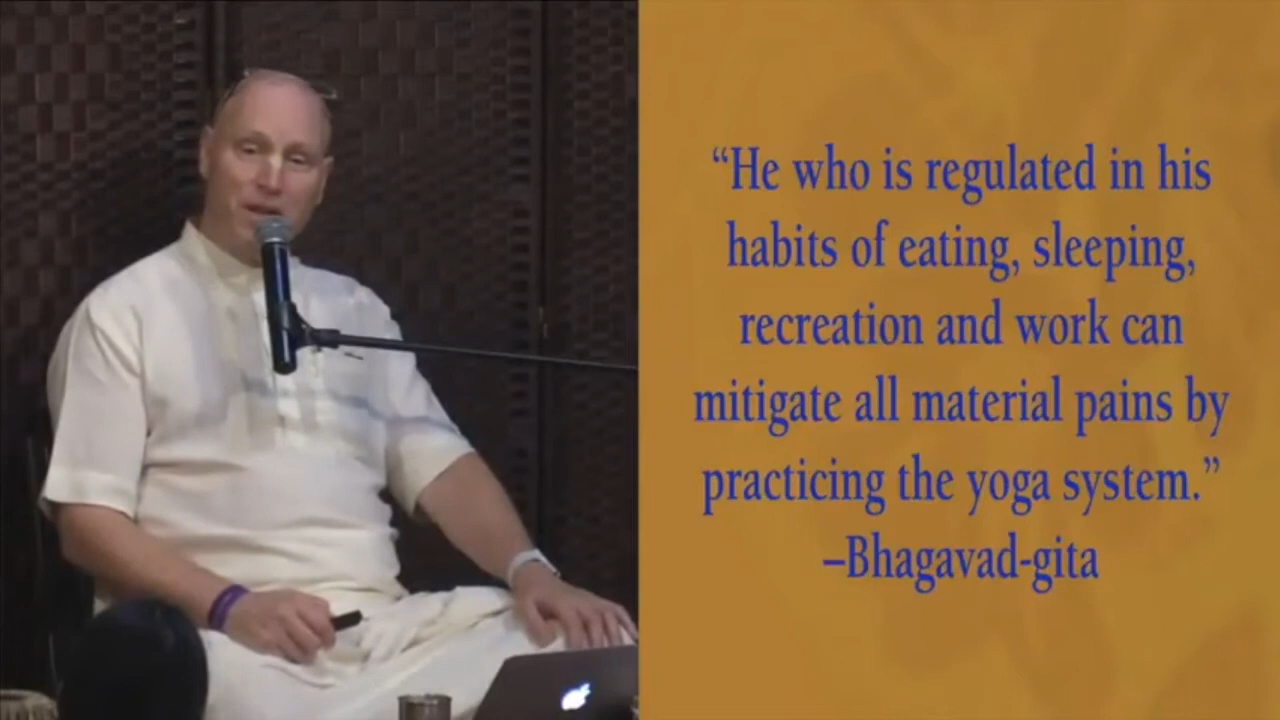 “He who is regulated in his
habits of eating, sleeping,
recreation and work can
mitigate all material pains by
practicing the yoga system.”
–Bhagavad-gita